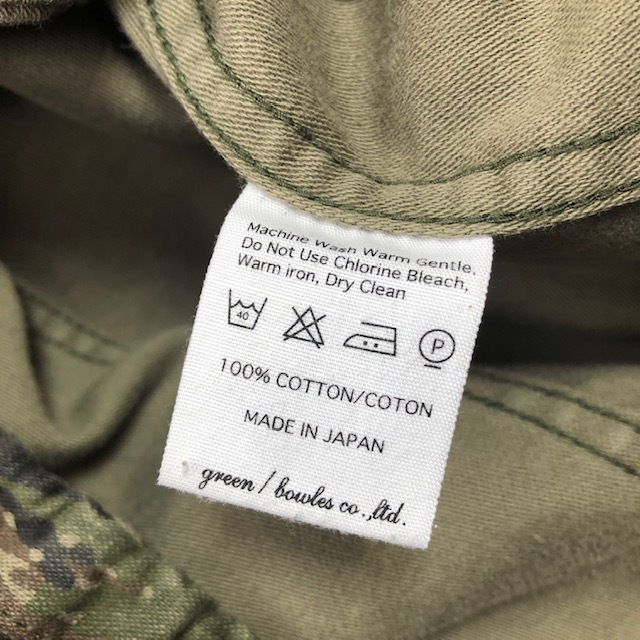 Machine Wash Warm Gentle.
Do Not Use Chlorine Bleach,
Warm iron, Dry Clean
40
P
100% COTTON/COTON
MADE IN JAPAN
green/bowles co.,ltd.